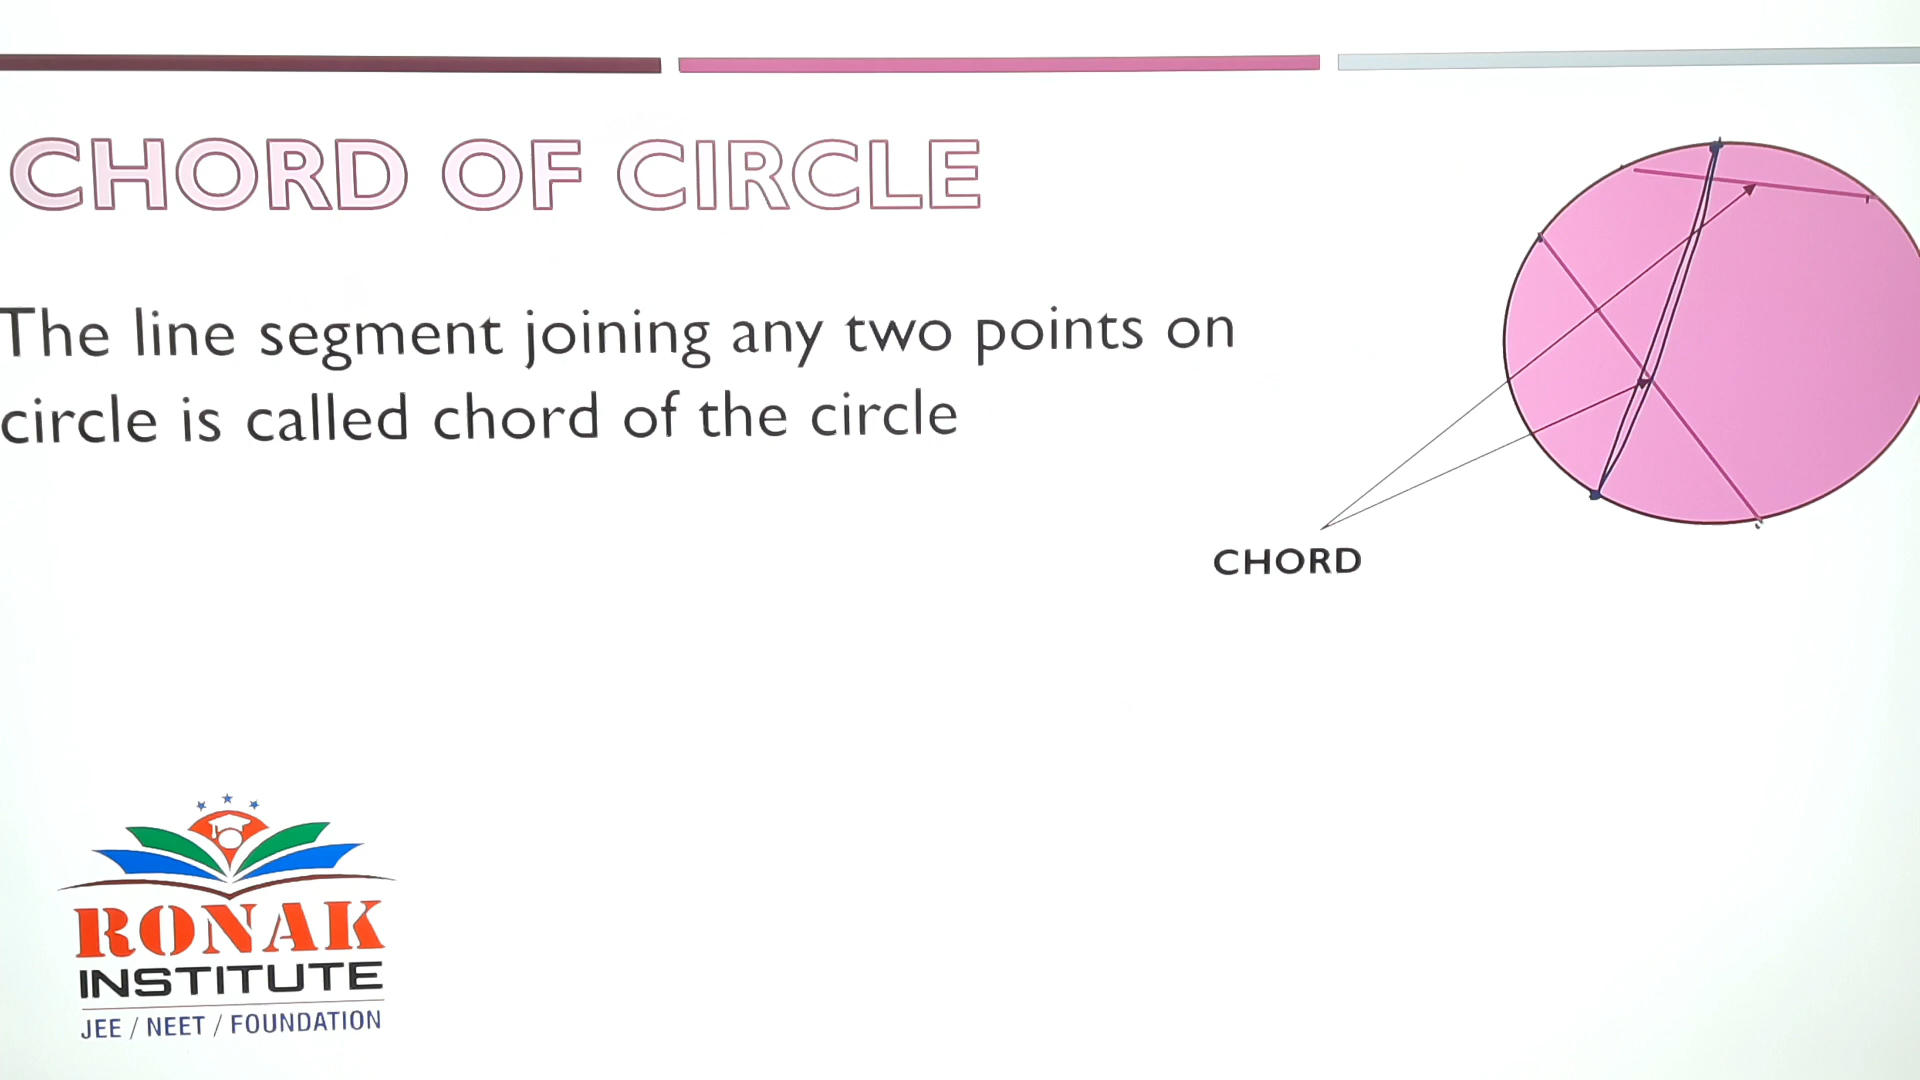 CHORD OF CIRCLE
The line segment joining any two points on
circle is called chord of the circle
CHORD
RONAK
INSTITUTE
JEE / NEET / FOUNDATION